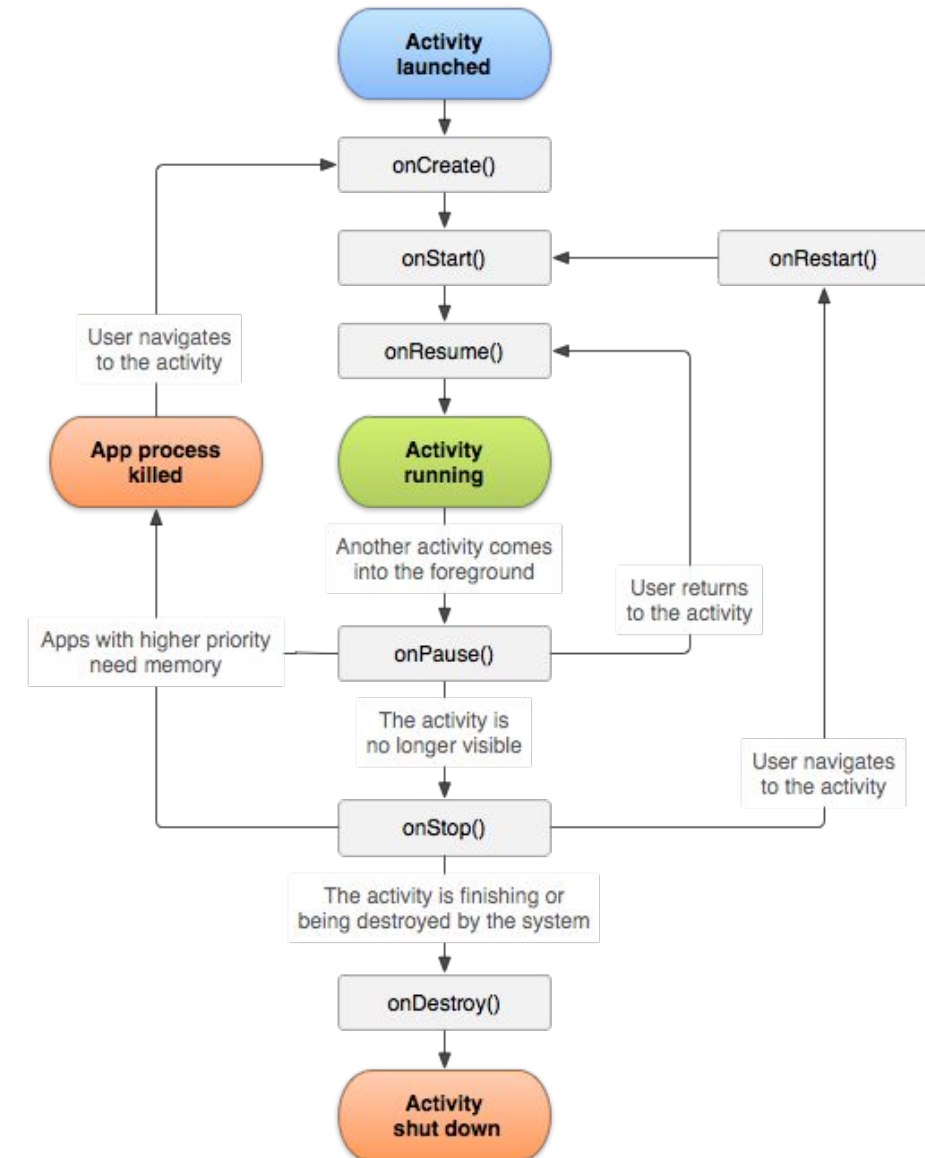 Activity
launched
onCreate()
onStart()
onRestart()
User navigates
to the activity
onResume()
App process
killed
Activity
running
Another activity comes
into the foreground
User returns
to the activity
Apps with higher priority
need memory
onPause()
The activity is
no longer visible
User navigates
to the activity
onStop()
The activity is finishing or
being destroyed by the system
onDestroy()
Activity
shut down